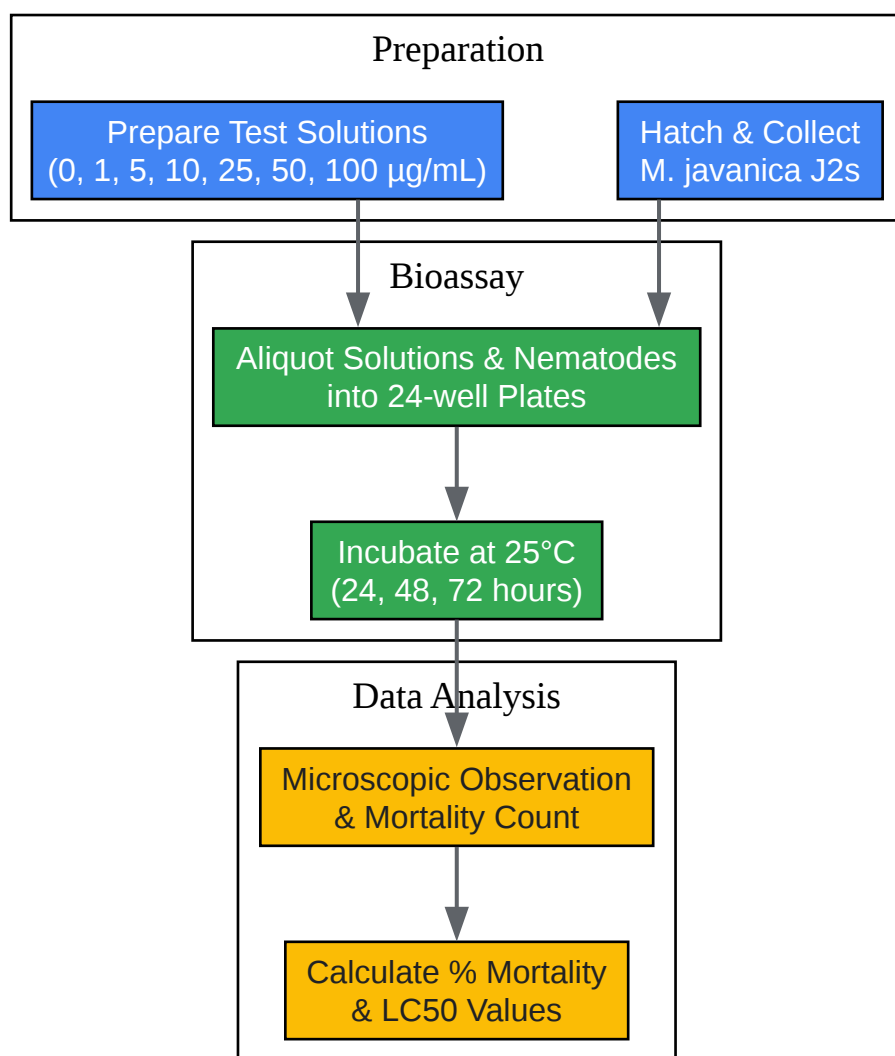 Preparation
Prepare Test Solutions
(0, 1, 5, 10, 25, 50, 100 µg/mL)
Hatch & Collect
M. javanica J2s
Bioassay
Aliquot Solutions & Nematodes
into 24-well Plates
Incubate at 25°C
(24, 48, 72 hours)
Data Analysis
Microscopic Observation
& Mortality Count
Calculate % Mortality
& LC50 Values